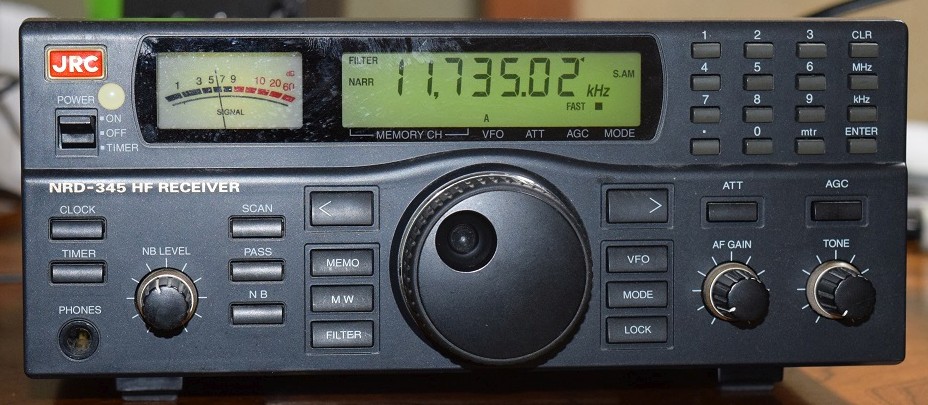 JRC
POWER
ON
OFF
TIMER
1 3 5 7 9 10 20 60
dB
SIGNAL
FILTER
NARR
11,735.02
kHz
S.AM
FAST
A
MEMORY CH VFO ATT AGC MODE
1 2 3 CLR
4 5 6 MHz
7 8 9 kHz
· 0 mtr ENTER
NRD-345 HF RECEIVER
CLOCK
SCAN
< >
ATT
AGC
TIMER
NB LEVEL
PASS
MEMO
VFO
AF GAIN
TONE
N B
M W
MODE
PHONES
FILTER
LOCK